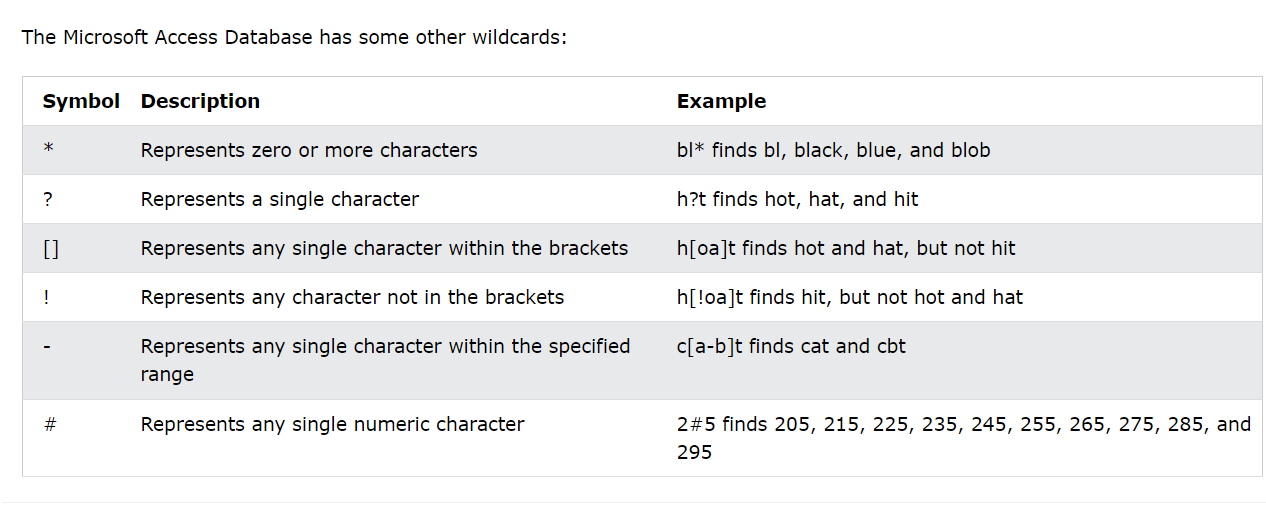 The Microsoft Access Database has some other wildcards:
Symbol Description Example
* Represents zero or more characters bl* finds bl, black, blue, and blob
? Represents a single character h?t finds hot, hat, and hit
[] Represents any single character within the brackets h[oa]t finds hot and hat, but not hit
! Represents any character not in the brackets h[!oa]t finds hit, but not hot and hat
- Represents any single character within the specified c[a-b]t finds cat and cbt
range
# Represents any single numeric character 2#5 finds 205, 215, 225, 235, 245, 255, 265, 275, 285, and
295